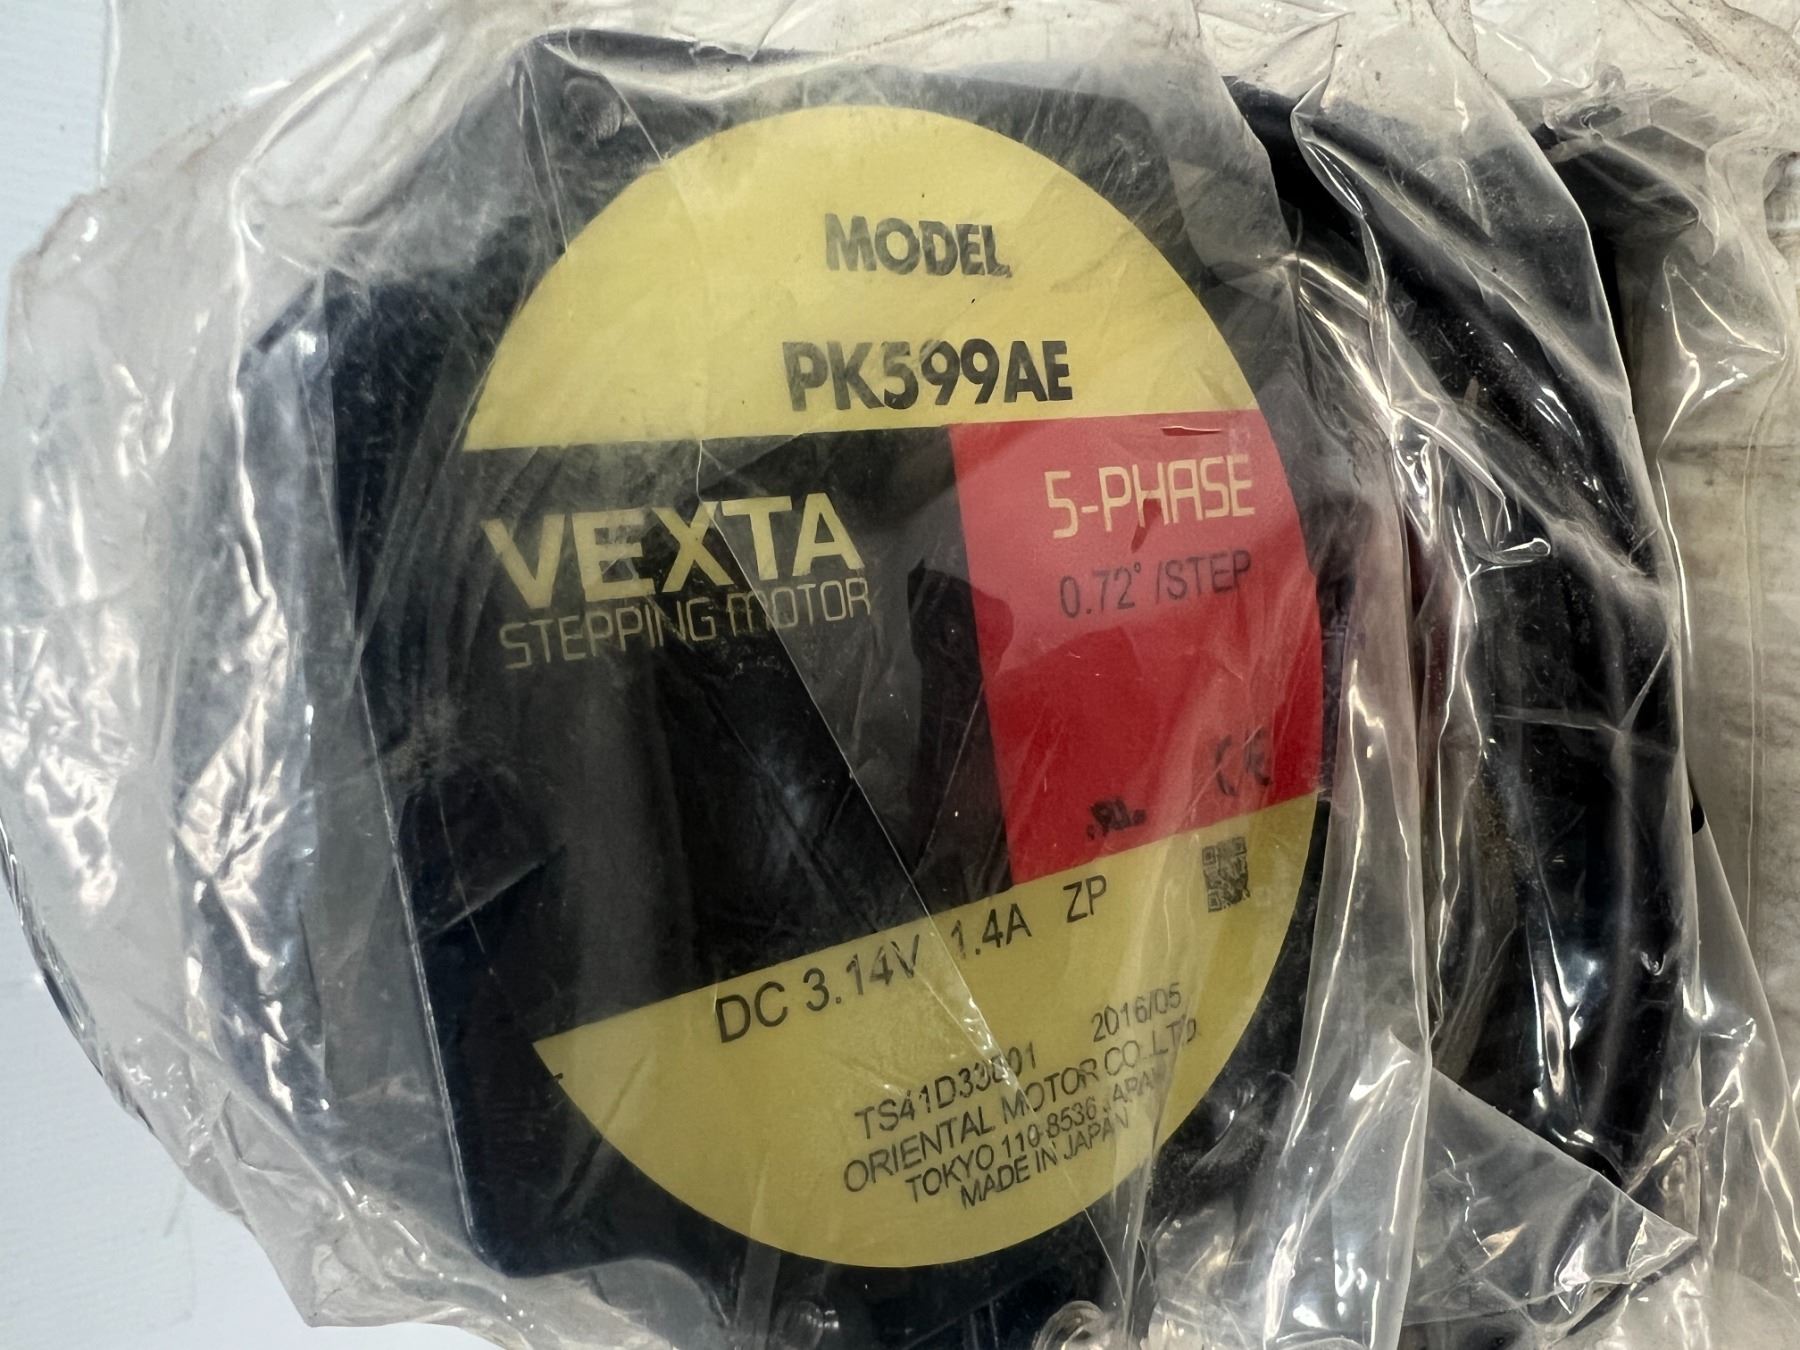 MODEL
PK599AE
VEXTA
STEPPING MOTOR
5-PHASE
0.72° /STEP
CE
DC 3.14V 1.4A ZP
2016/05
ORIENTAL MOTOR CO.,LTD.
TOKYO 110-8536 JAPAN
MADE IN JAPAN